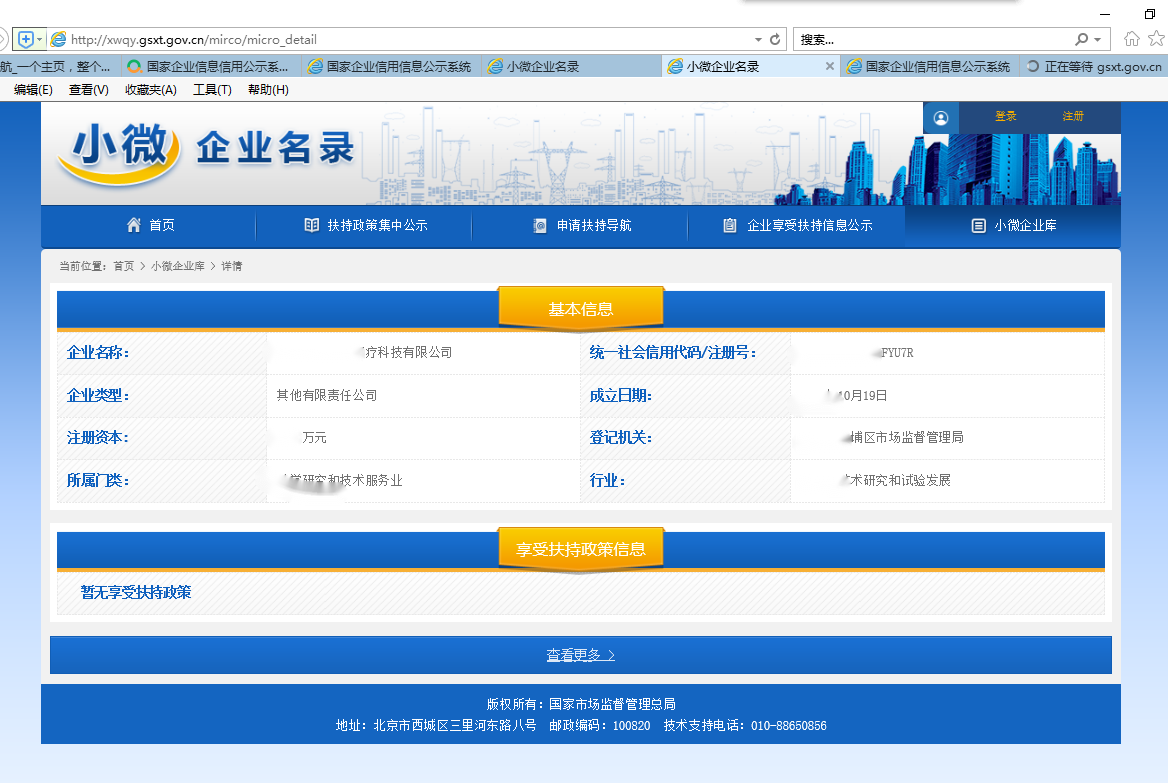 http://xwqy.gsxt.gov.cn/mirco/micro_detail
搜索...
航_一个主页，整个...
国家企业信息信用公示系...
国家企业信用信息公示系统
小微企业名录
小微企业名录
国家企业信用信息公示系统
正在等待 gsxt.gov.cn
编辑(E) 查看(V) 收藏夹(A) 工具(T) 帮助(H)
小微企业名录
登录 注册
首页 扶持政策集中公示 申请扶持导航 企业享受扶持信息公示 小微企业库
当前位置：首页 > 小微企业库 > 详情
基本信息
企业名称： 疗科技有限公司 统一社会信用代码/注册号： FYU7R
企业类型： 其他有限责任公司 成立日期： 10月19日
注册资本： 万元 登记机关： 埔区市场监督管理局
所属门类： 学研究和技术服务业 行业： 术研究和试验发展
享受扶持政策信息
暂无享受扶持政策
查看更多 >
版权所有：国家市场监督管理总局
地址：北京市西城区三里河东路八号 邮政编码：100820 技术支持电话：010-88650856